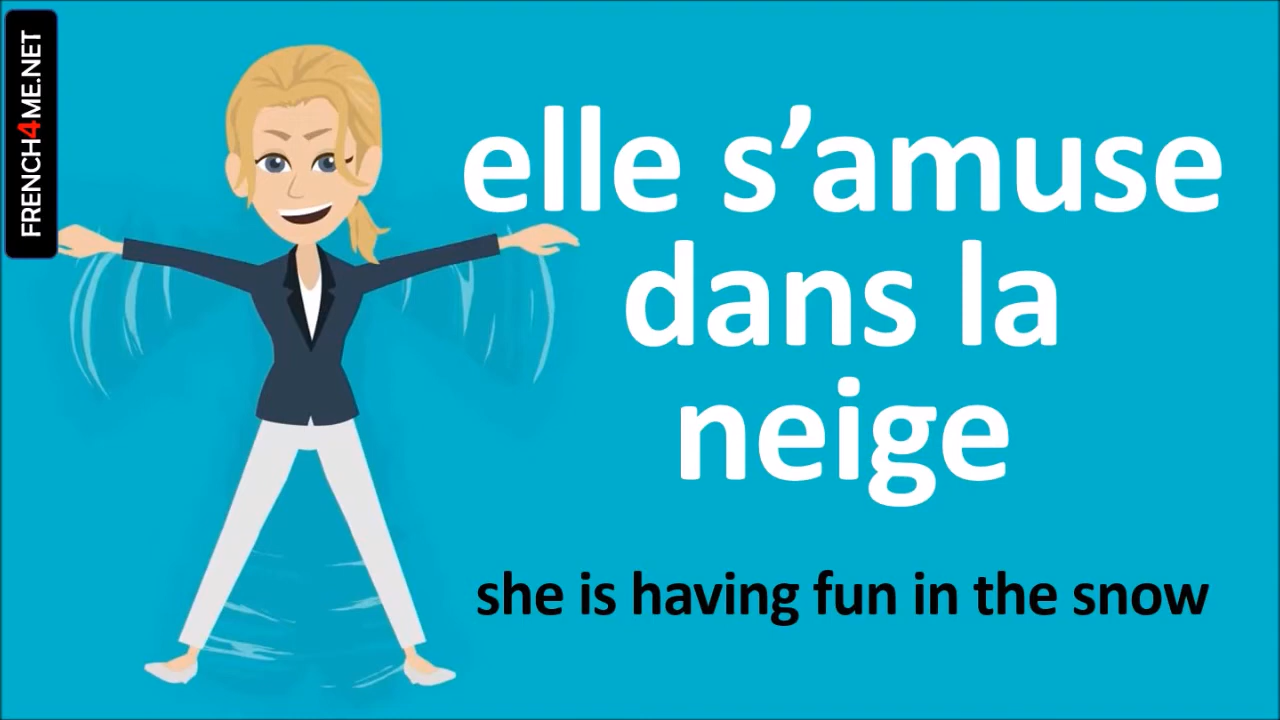 FRENCH4ME.NET
elle s’amuse
dans la
neige
she is having fun in the snow